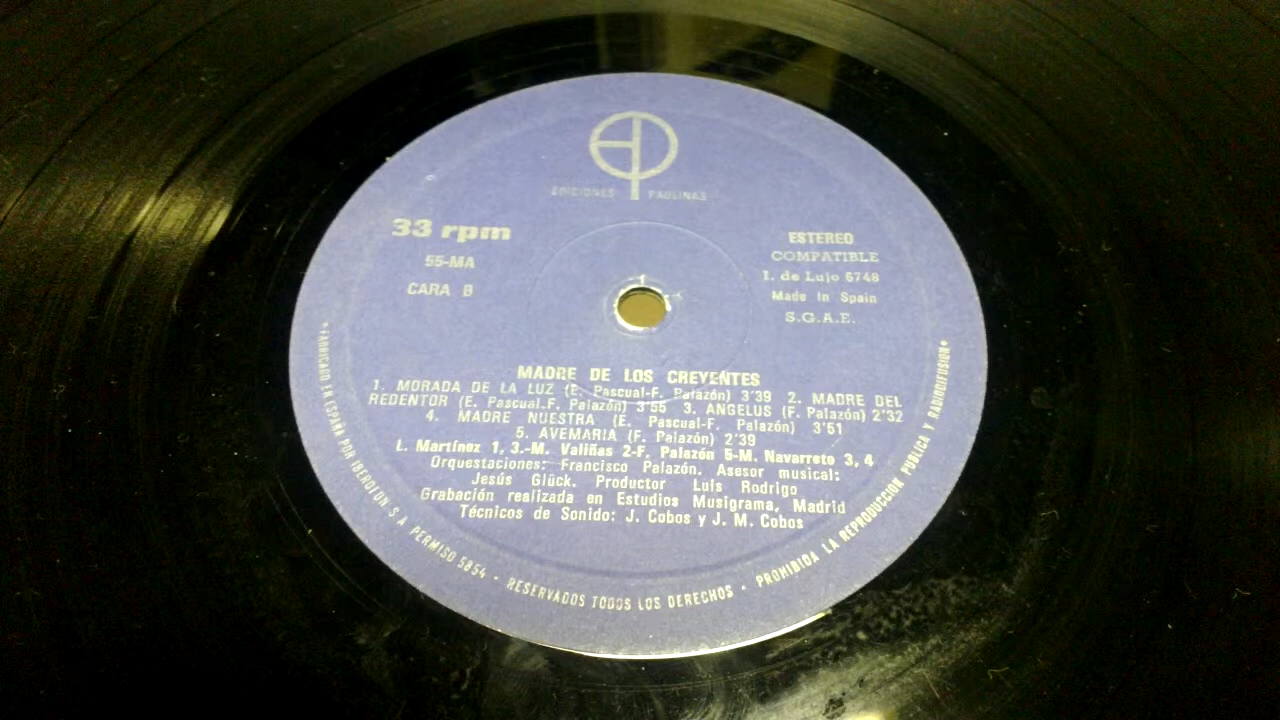 EP
EDICIONES PAULINAS
33 rpm
55-MA
CARA B
ESTEREO
COMPATIBLE
I. de Lujo 5748
Made in Spain
S.G.A.E.
MADRE DE LOS CREYENTES
1. MORADA DE LA LUZ (E. Pascual-F. Palazón) 3'39 2. MADRE DEL
REDENTOR (E. Pascual-F. Palazón) 3'55 3. ANGELUS (F. Palazón) 2'32
4. MADRE NUESTRA (E. Pascual-F. Palazón) 3'51
5. AVEMARIA (F. Palazón) 2'39
L. Martínez 1, 3.-M. Valiñas 2-F. Palazón 5-M. Navarrete 3, 4
Orquestaciones: Francisco Palazón. Asesor musical:
Jesús Glück. Productor Luis Rodrigo
Grabación realizada en Estudios Musigrama, Madrid
Técnicos de Sonido: J. Cobos y J. M. Cobos
•FABRICADO EN ESPAÑA POR IBEROFON S.A PERMISO 5854 • RESERVADOS TODOS LOS DERECHOS • PROHIBIDA LA REPRODUCCION PUBLICA Y RADIODIFUSION•